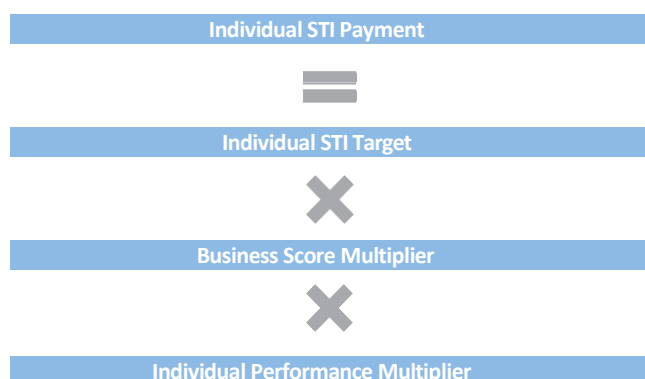 Individual STI Payment
=
Individual STI Target
×
Business Score Multiplier
×
Individual Performance Multiplier